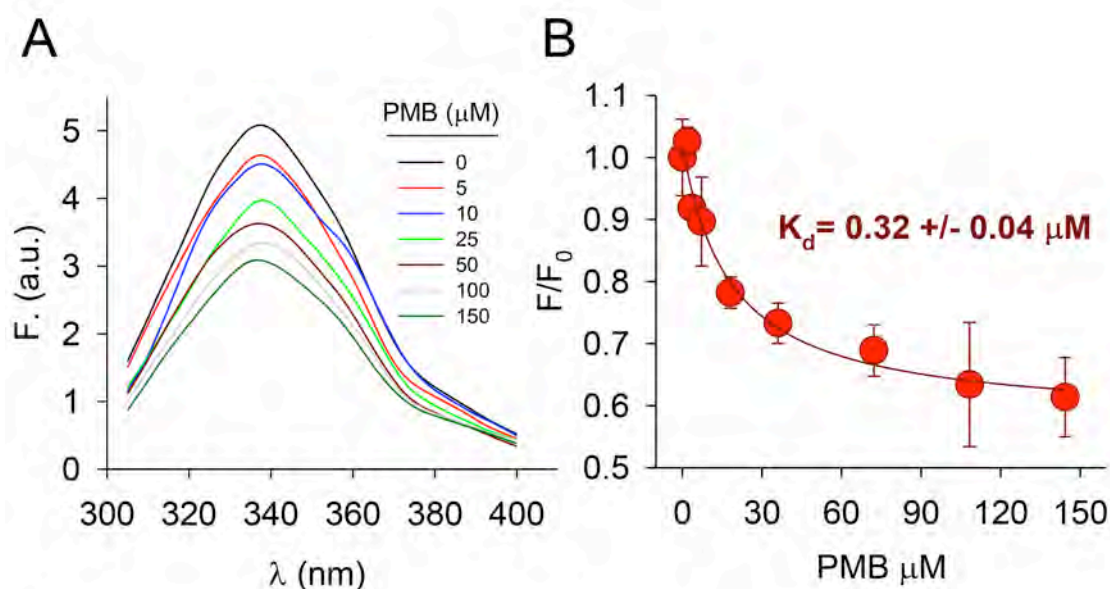 A
F. (a.u.)
5
4
3
2
1
0
300 320 340 360 380 400
λ (nm)
PMB (μM)
0
5
10
25
50
100
150
B
F/F0
1.1
1.0
0.9
0.8
0.7
0.6
0.5
Kd= 0.32 +/- 0.04 μM
0 30 60 90 120 150
PMB μM